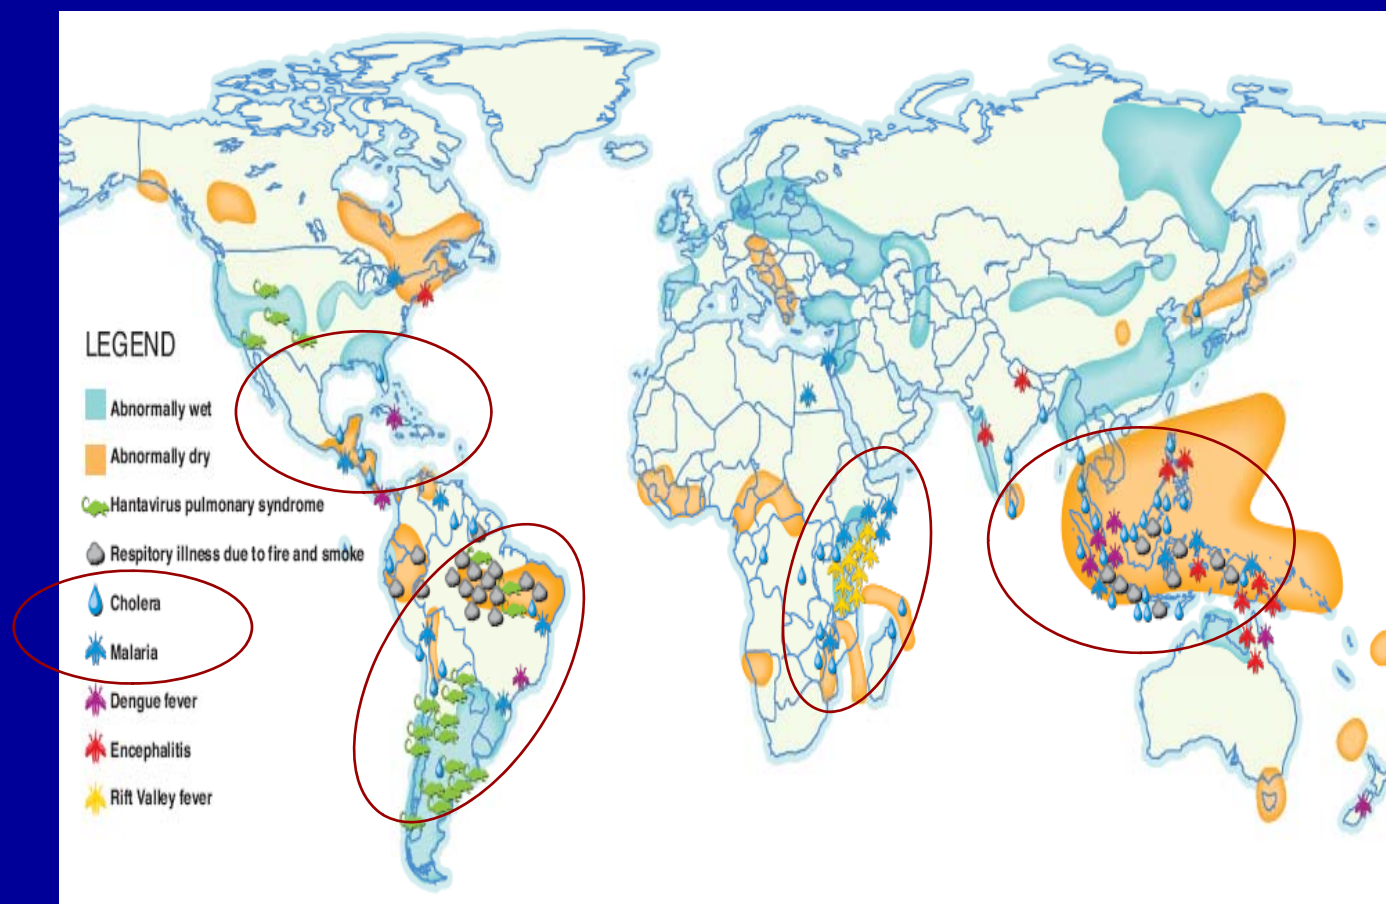 LEGEND
Abnormally wet
Abnormally dry
Hantavirus pulmonary syndrome
Respitory illness due to fire and smoke
Cholera
Malaria
Dengue fever
Encephalitis
Rift Valley fever